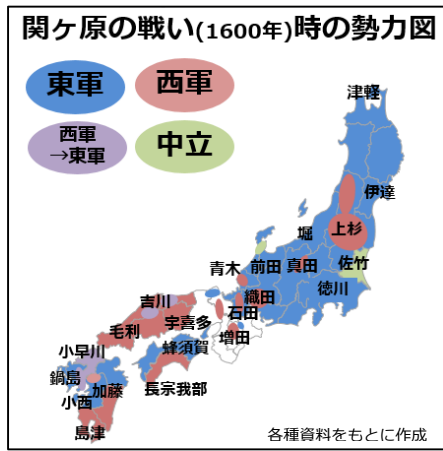 関ヶ原の戦い(1600年)時の勢力図
東軍
西軍
西軍
→東軍
中立
津軽
伊達
上杉
堀
佐竹
前田
真田
青木
徳川
織田
石田
吉川
宇喜多
毛利
増田
小早川
蜂須賀
鍋島
加藤
長宗我部
小西
島津
各種資料をもとに作成